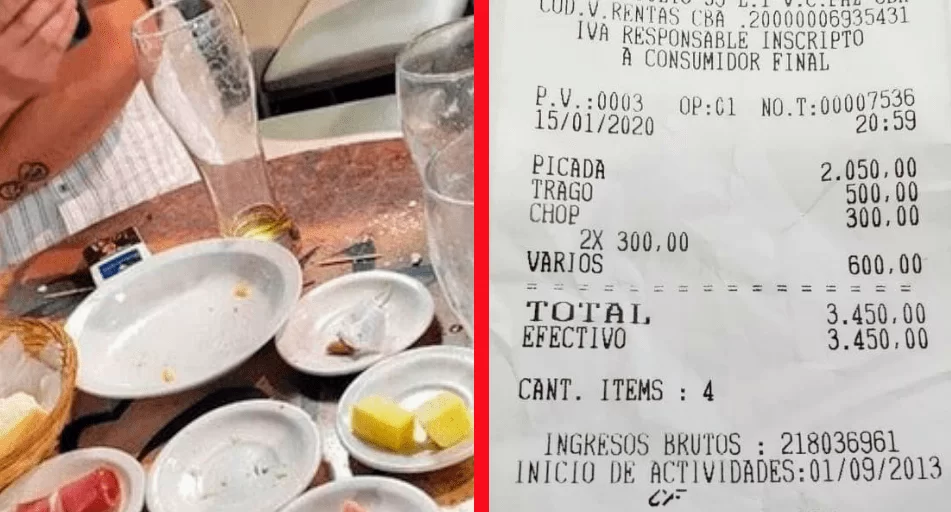 COD.V.RENTAS CBA .20000006935431
IVA RESPONSABLE INSCRIPTO
A CONSUMIDOR FINAL
P.V.:0003 OP:C1 NO.T:00007536
15/01/2020 20:59
PICADA 2.050,00
TRAGO 500,00
CHOP 300,00
2X 300,00
VARIOS 600,00
TOTAL 3.450,00
EFECTIVO 3.450,00
CANT. ITEMS : 4
INGRESOS BRUTOS : 218036961
INICIO DE ACTIVIDADES:01/09/2013
CF